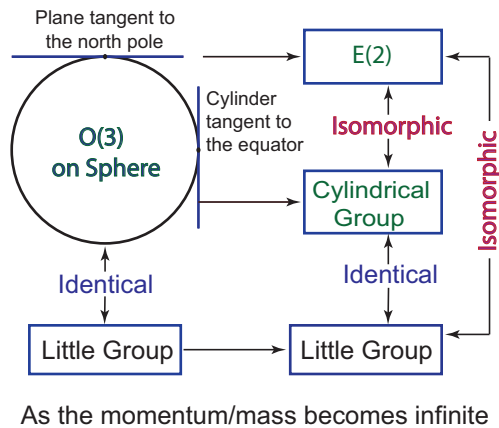 Plane tangent to
the north pole
E(2)
Cylinder
tangent to
the equator
O(3)
on Sphere
Isomorphic
Cylindrical
Group
Isomorphic
Identical
Identical
Little Group
Little Group
As the momentum/mass becomes infinite